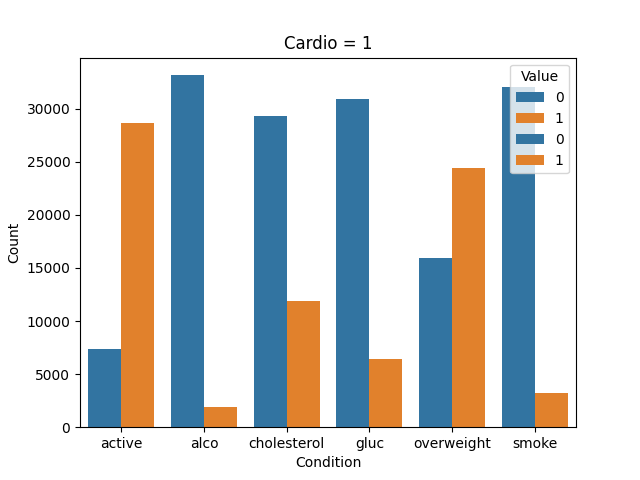 Cardio = 1
Value
0
1
0
1
30000
25000
20000
15000
10000
5000
0
Count
active alco cholesterol gluc overweight smoke
Condition